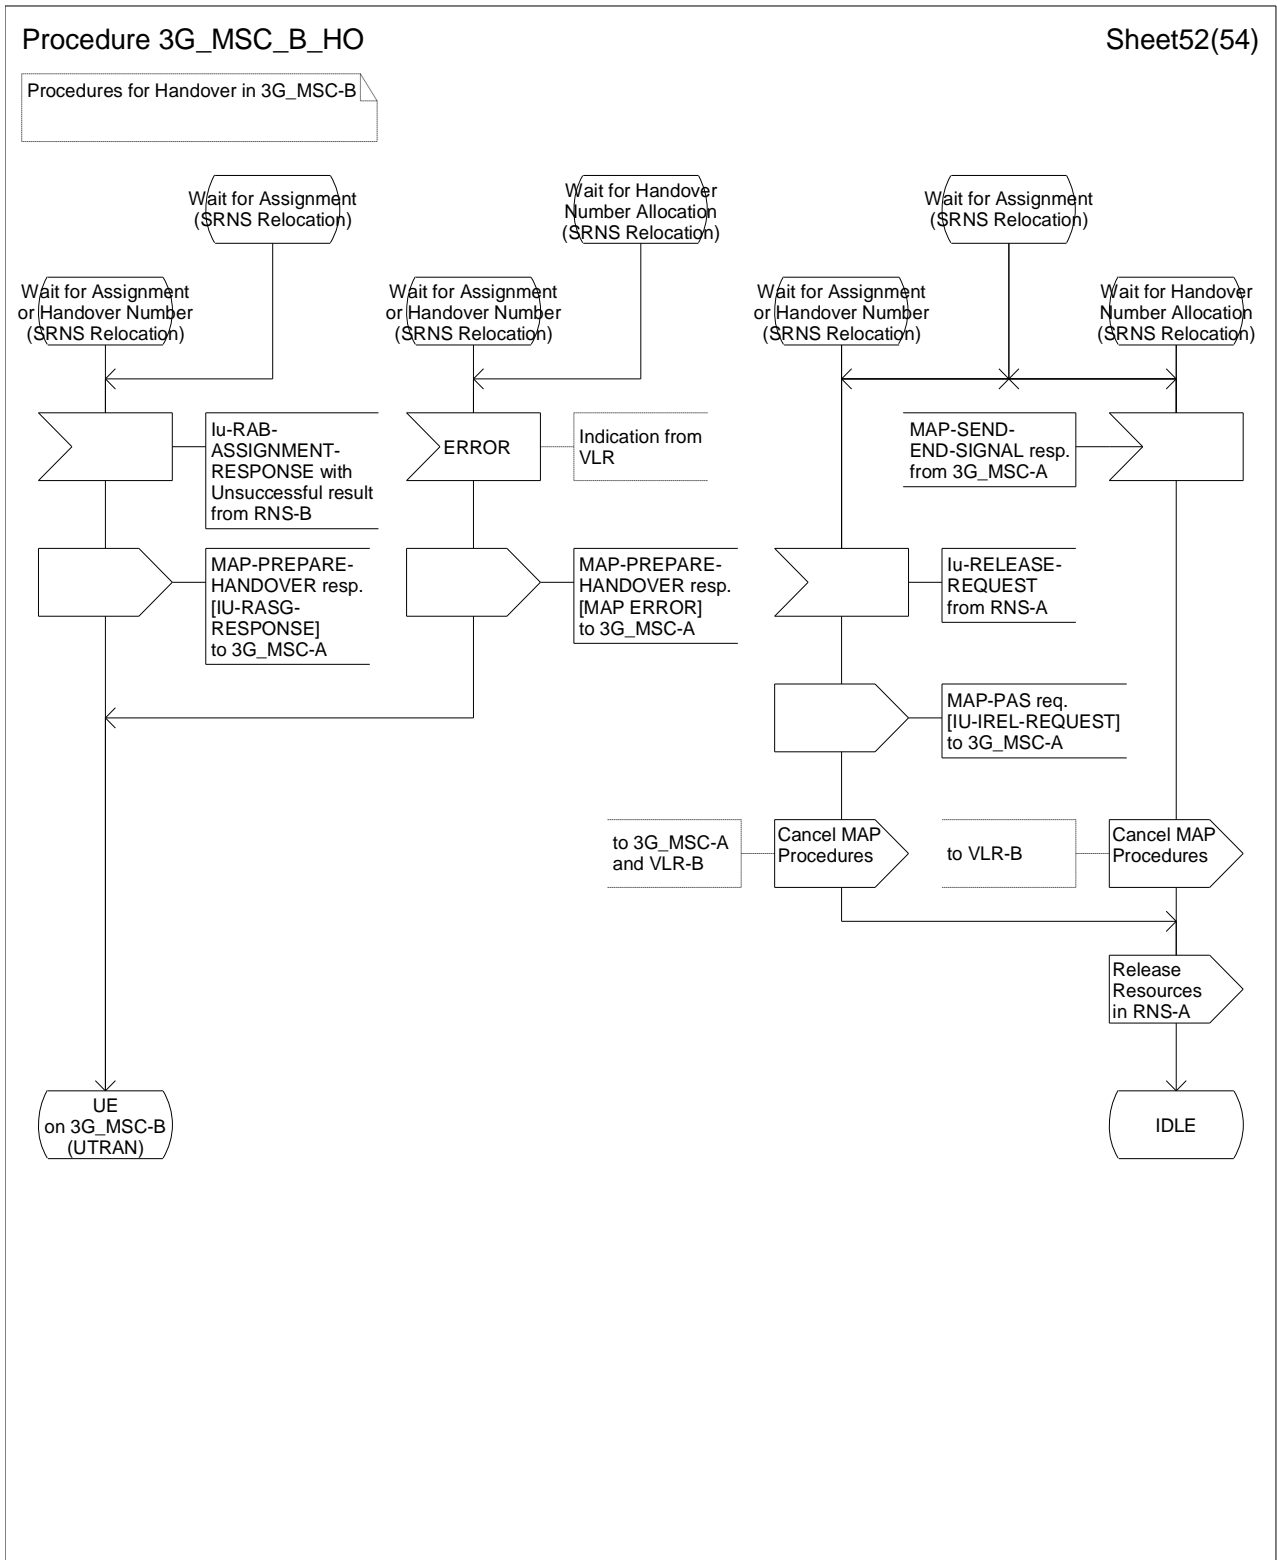 Procedure 3G_MSC_B_HO
Sheet52(54)
Procedures for Handover in 3G_MSC-B
Wait for Assignment
(SRNS Relocation)
Wait for Handover
Number Allocation
(SRNS Relocation)
Wait for Assignment
(SRNS Relocation)
Wait for Assignment
or Handover Number
(SRNS Relocation)
Wait for Assignment
or Handover Number
(SRNS Relocation)
Wait for Assignment
or Handover Number
(SRNS Relocation)
Wait for Handover
Number Allocation
(SRNS Relocation)
Iu-RAB-
ASSIGNMENT-
RESPONSE with
Unsuccessful result
from RNS-B
ERROR
Indication from
VLR
MAP-SEND-
END-SIGNAL resp.
from 3G_MSC-A
MAP-PREPARE-
HANDOVER resp.
[IU-RASG-
RESPONSE]
to 3G_MSC-A
MAP-PREPARE-
HANDOVER resp.
[MAP ERROR]
to 3G_MSC-A
Iu-RELEASE-
REQUEST
from RNS-A
MAP-PAS req.
[IU-IREL-REQUEST]
to 3G_MSC-A
to 3G_MSC-A
and VLR-B
Cancel MAP
Procedures
to VLR-B
Cancel MAP
Procedures
Release
Resources
in RNS-A
UE
on 3G_MSC-B
(UTRAN)
IDLE